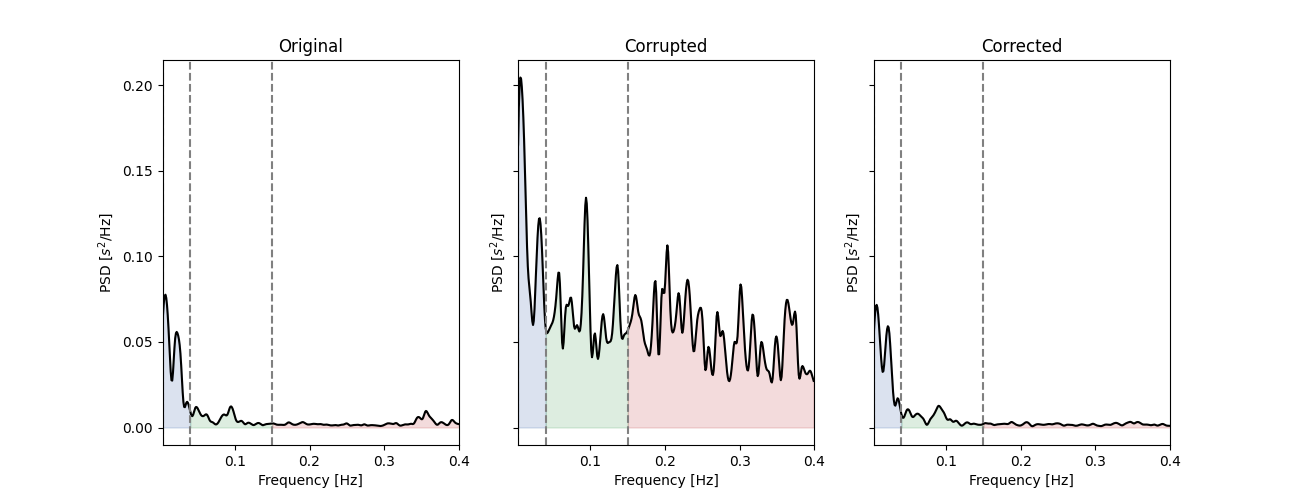 Original
Corrupted
Corrected
0.20
0.15
0.10
0.05
0.00
PSD [s²/Hz]
PSD [s²/Hz]
PSD [s²/Hz]
0.1 0.2 0.3 0.4
0.1 0.2 0.3 0.4
0.1 0.2 0.3 0.4
Frequency [Hz]
Frequency [Hz]
Frequency [Hz]